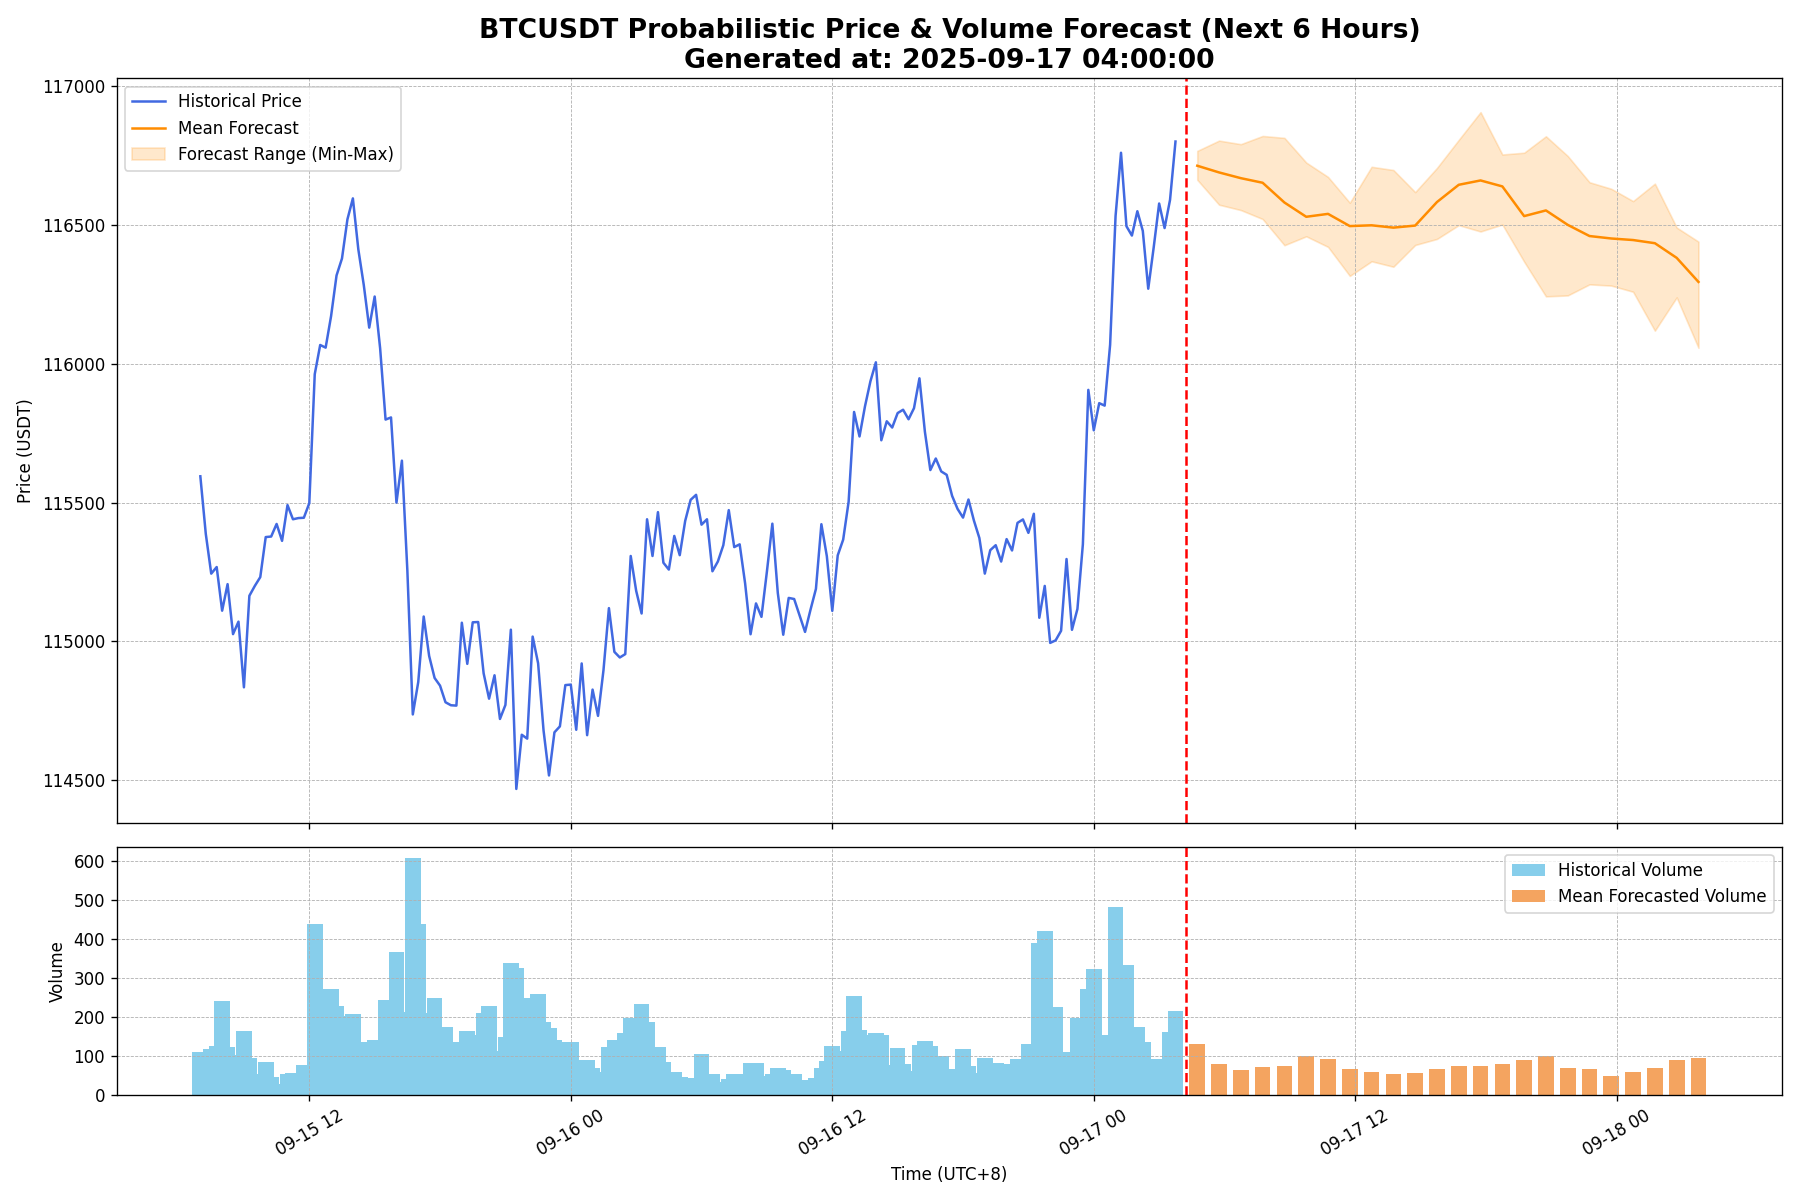 BTCUSDT Probabilistic Price & Volume Forecast (Next 6 Hours)
Generated at: 2025-09-17 04:00:00
Historical Price
Mean Forecast
Forecast Range (Min-Max)
117000
116500
116000
115500
115000
114500
Price (USDT)
Historical Volume
Mean Forecasted Volume
600
500
400
300
200
100
0
Volume
09-15 12
09-16 00
09-16 12
09-17 00
09-17 12
09-18 00
Time (UTC+8)